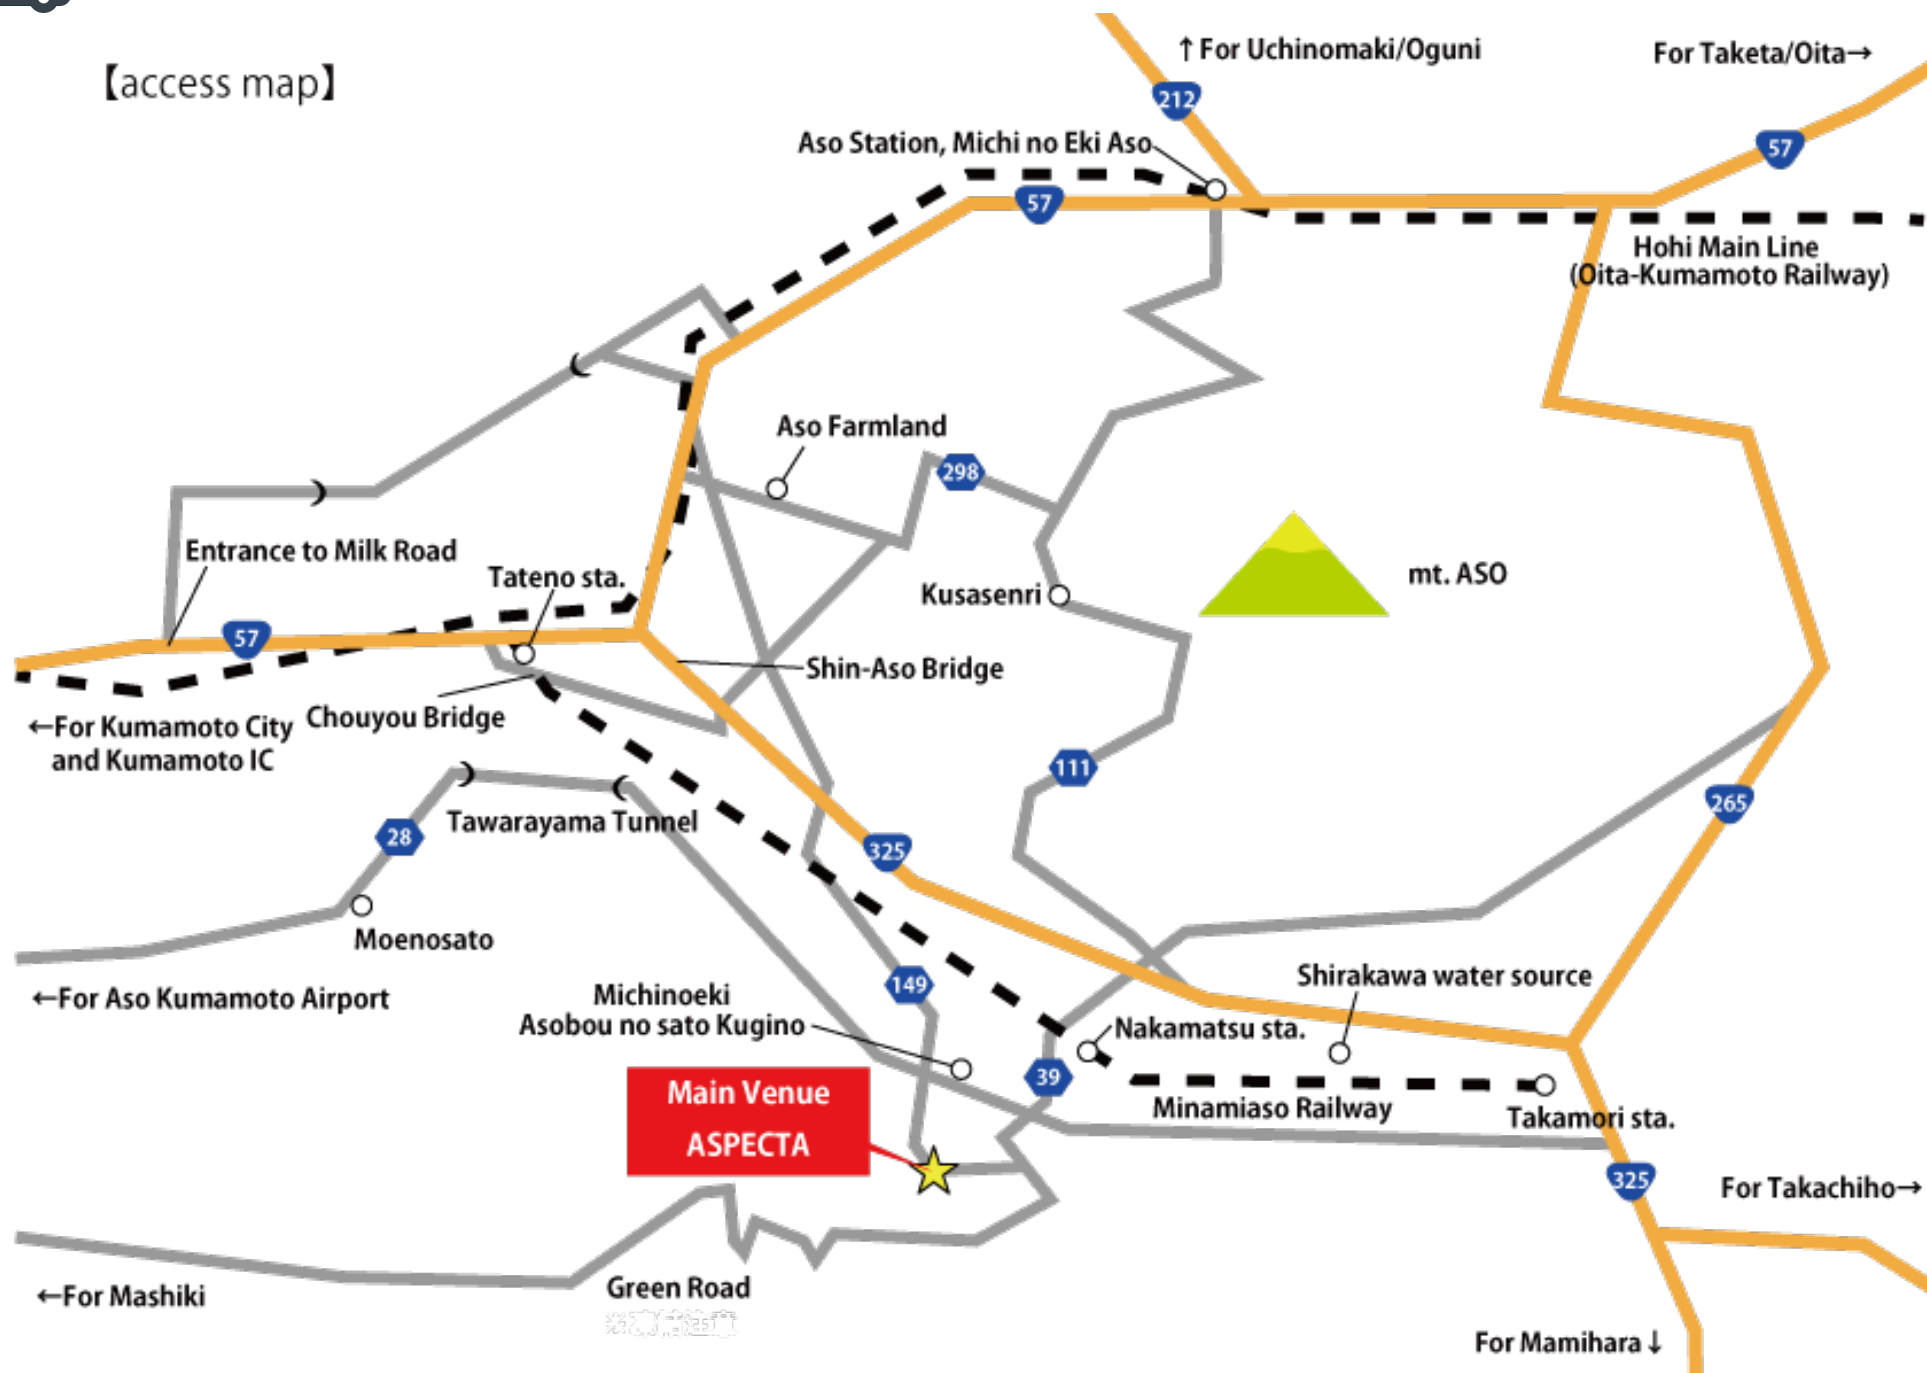 【access map】
↑For Uchinomaki/Oguni
For Taketa/Oita→
212
57
Aso Station, Michi no Eki Aso
57
Hohi Main Line
(Oita-Kumamoto Railway)
Aso Farmland
298
Entrance to Milk Road
Tateno sta.
mt. ASO
Kusasenri
57
Shin-Aso Bridge
Chouyou Bridge
←For Kumamoto City
and Kumamoto IC
111
265
Tawarayama Tunnel
28
325
Moenosato
149
Shirakawa water source
←For Aso Kumamoto Airport
Michinoeki
Asobou no sato Kugino
Nakamatsu sta.
39
Main Venue
ASPECTA
Minamiaso Railway
Takamori sta.
325
For Takachiho→
Green Road
←For Mashiki
For Mamihara↓